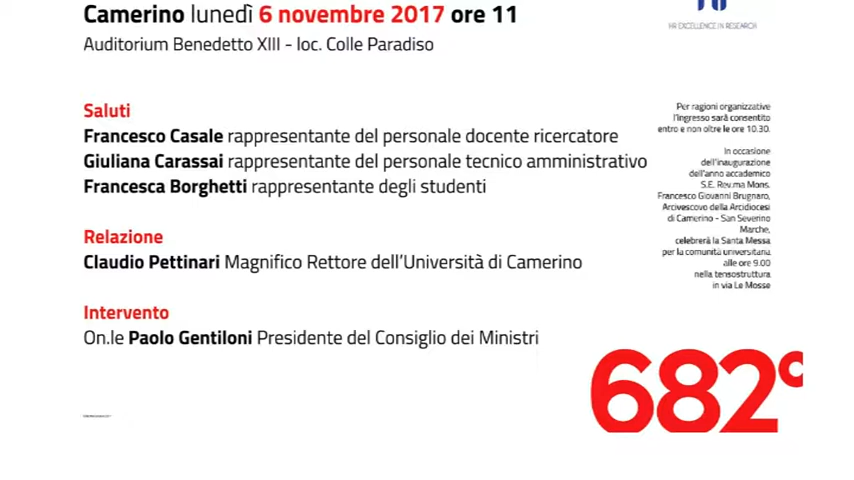 Camerino lunedì 6 novembre 2017 ore 11
Auditorium Benedetto XIII - loc. Colle Paradiso
HR EXCELLENCE IN RESEARCH
Saluti
Francesco Casale rappresentante del personale docente ricercatore
Giuliana Carassai rappresentante del personale tecnico amministrativo
Francesca Borghetti rappresentante degli studenti
Relazione
Claudio Pettinari Magnifico Rettore dell'Università di Camerino
Intervento
On.le Paolo Gentiloni Presidente del Consiglio dei Ministri
Per ragioni organizzative
l'ingresso sarà consentito
entro e non oltre le ore 10.30.
In occasione
dell'inaugurazione
dell'anno accademico
S.E. Rev.ma Mons.
Francesco Giovanni Brugnaro,
Arcivescovo della Arcidiocesi
di Camerino - San Severino
Marche,
celebrerà la Santa Messa
per la comunità universitaria
alle ore 9.00
nella tensostruttura
in via Le Mosse
682°